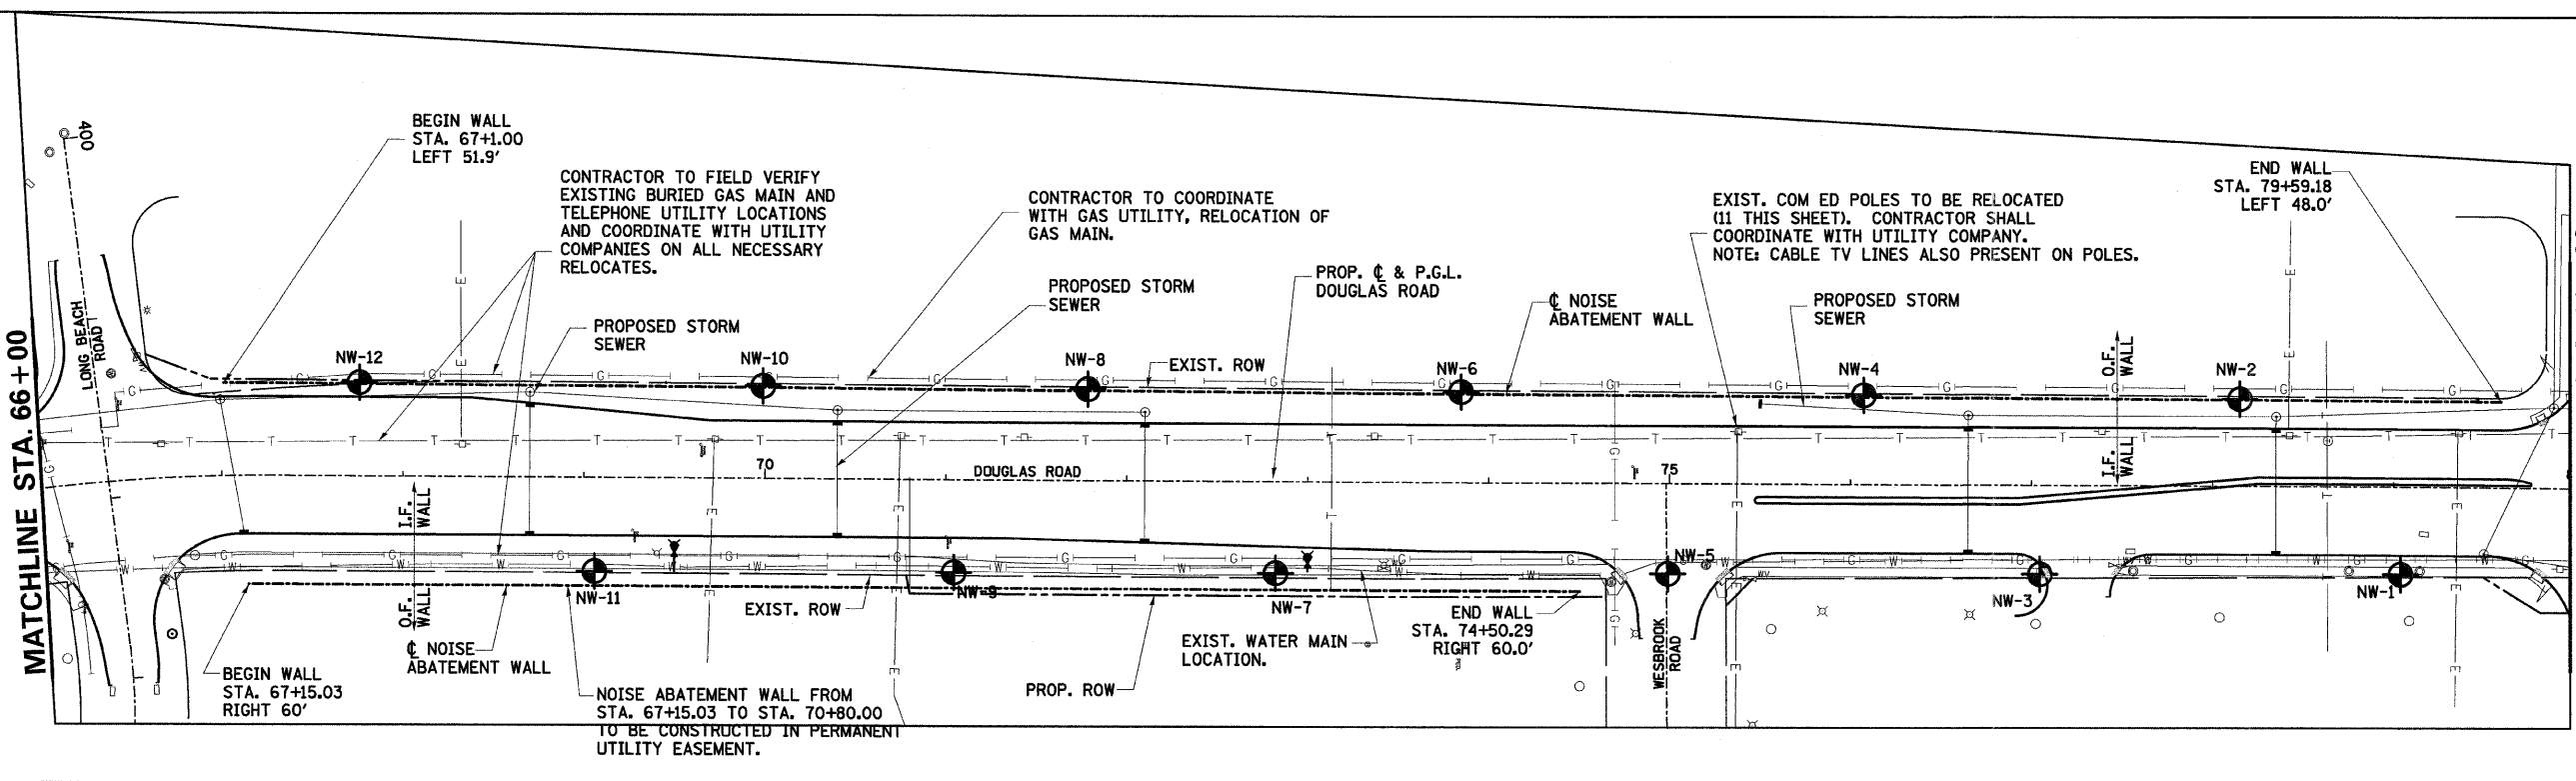 MATCHLINE STA. 66+00
400
LONG BEACH
ROAD
BEGIN WALL
STA. 67+1.00
LEFT 51.9'
CONTRACTOR TO FIELD VERIFY
EXISTING BURIED GAS MAIN AND
TELEPHONE UTILITY LOCATIONS
AND COORDINATE WITH UTILITY
COMPANIES ON ALL NECESSARY
RELOCATES.
CONTRACTOR TO COORDINATE
WITH GAS UTILITY, RELOCATION OF
GAS MAIN.
EXIST. COM ED POLES TO BE RELOCATED
(11 THIS SHEET). CONTRACTOR SHALL
COORDINATE WITH UTILITY COMPANY.
NOTE: CABLE TV LINES ALSO PRESENT ON POLES.
END WALL
STA. 79+59.18
LEFT 48.0'
PROPOSED STORM
SEWER
PROPOSED STORM
SEWER
PROP. ℄ & P.G.L.
DOUGLAS ROAD
℄ NOISE
ABATEMENT WALL
PROPOSED STORM
SEWER
NW-12
NW-10
NW-8
EXIST. ROW
NW-6
NW-4
NW-2
O.F.
WALL
I.F.
WALL
70
DOUGLAS ROAD
75
I.F.
WALL
O.F.
WALL
NW-11
NW-9
NW-7
NW-5
NW-3
NW-1
EXIST. ROW
END WALL
STA. 74+50.29
RIGHT 60.0'
EXIST. WATER MAIN
LOCATION.
WESBROOK
ROAD
℄ NOISE
ABATEMENT WALL
BEGIN WALL
STA. 67+15.03
RIGHT 60'
NOISE ABATEMENT WALL FROM
STA. 67+15.03 TO STA. 70+80.00
TO BE CONSTRUCTED IN PERMANENT
UTILITY EASEMENT.
PROP. ROW